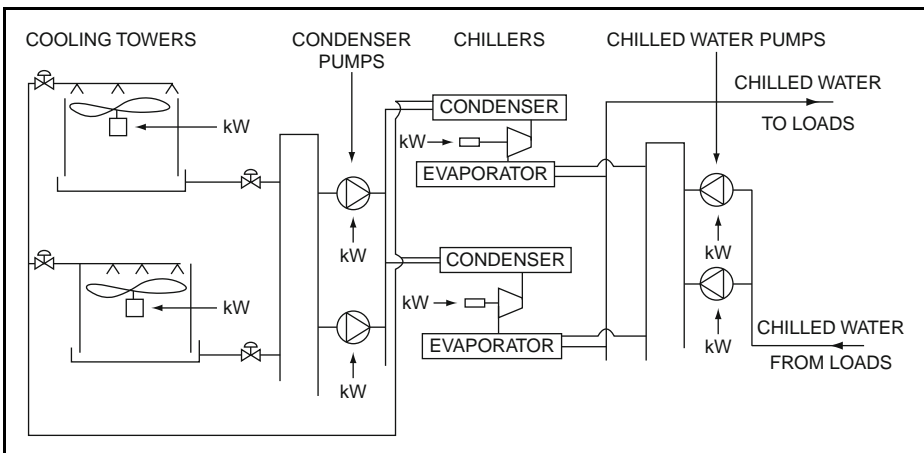 COOLING TOWERS
CONDENSER
PUMPS
CHILLERS
CHILLED WATER PUMPS
CHILLED WATER
TO LOADS
kW
CONDENSER
kW
EVAPORATOR
kW
kW
CONDENSER
kW
kW
EVAPORATOR
kW
kW
CHILLED WATER
FROM LOADS